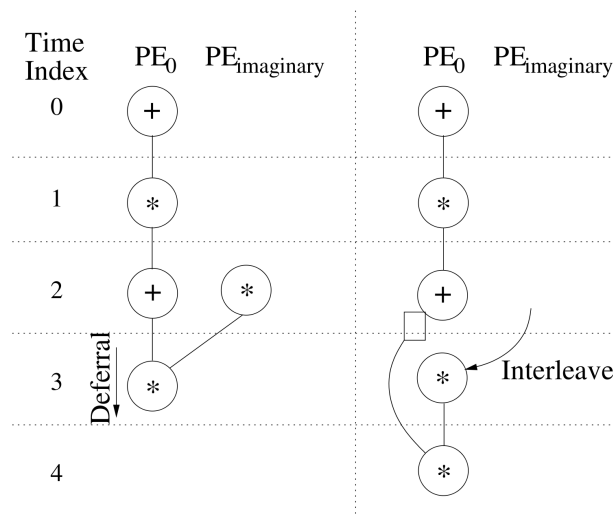 Time
Index
PE0 PEimaginary
PE0 PEimaginary
0
+
+
1
*
*
2
+
*
+
Deferral
3
*
*
Interleave
4
*